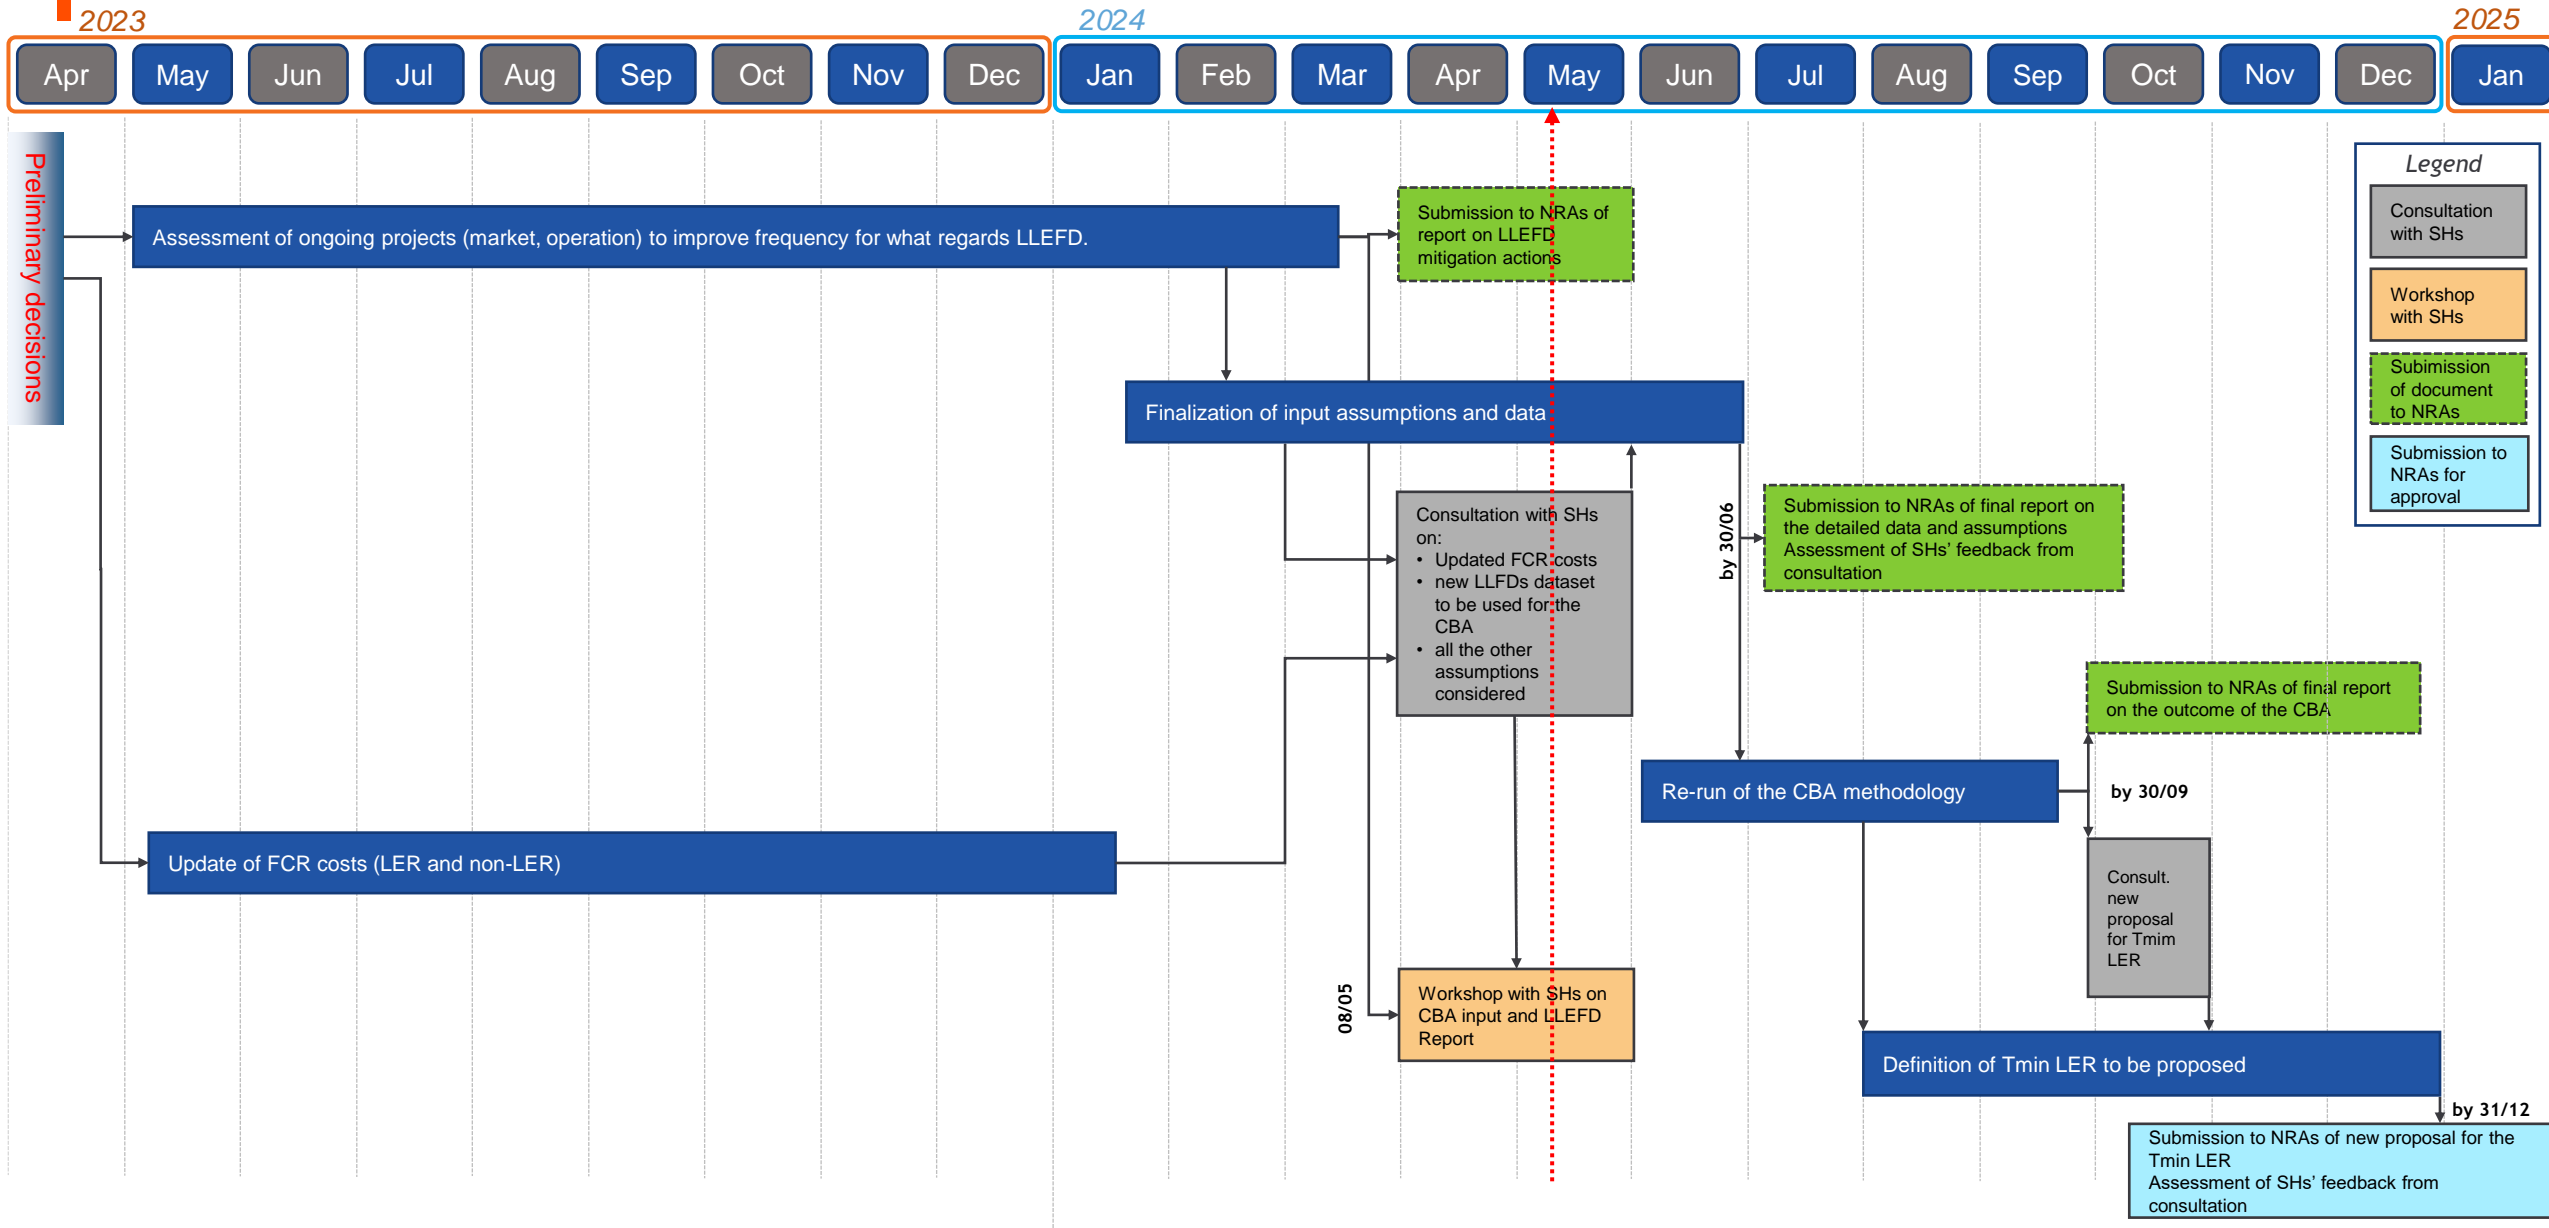 2023
2024
2025
Apr
May
Jun
Jul
Aug
Sep
Oct
Nov
Dec
Jan
Feb
Mar
Apr
May
Jun
Jul
Aug
Sep
Oct
Nov
Dec
Jan
Preliminary decisions
Legend
Consultation
with SHs
Workshop
with SHs
Subimission
of document
to NRAs
Submission to
NRAs for
approval
Assessment of ongoing projects (market, operation) to improve frequency for what regards LLEFD.
Submission to NRAs of
report on LLEFD
mitigation actions
Finalization of input assumptions and data
Consultation with SHs
on:
• Updated FCR costs
• new LLFDs dataset
to be used for the
CBA
• all the other
assumptions
considered
by 30/06
Submission to NRAs of final report on
the detailed data and assumptions
Assessment of SHs' feedback from
consultation
Submission to NRAs of final report
on the outcome of the CBA
Re-run of the CBA methodology
by 30/09
Update of FCR costs (LER and non-LER)
Consult.
new
proposal
for Tmim
LER
08/05
Workshop with SHs on
CBA input and LLEFD
Report
Definition of Tmin LER to be proposed
by 31/12
Submission to NRAs of new proposal for the
Tmin LER
Assessment of SHs' feedback from
consultation